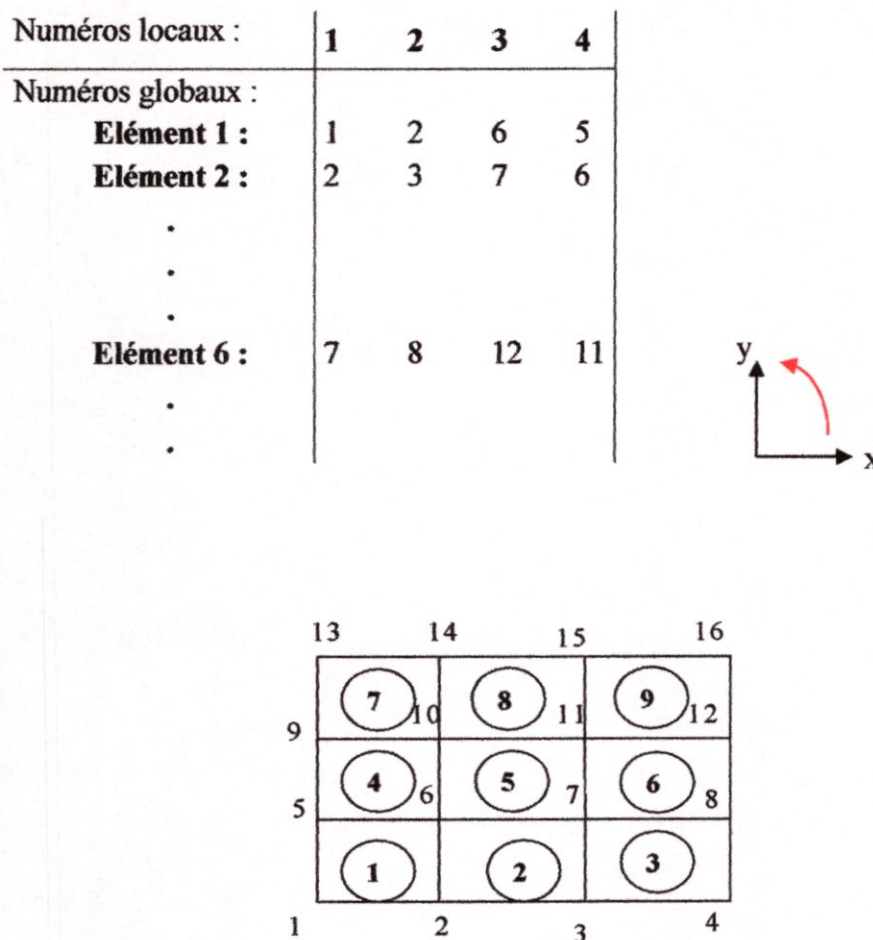 Numéros locaux : 1 2 3 4
Numéros globaux :
Elément 1 : 1 2 6 5
Elément 2 : 2 3 7 6
.
.
.
Elément 6 : 7 8 12 11
.
.
y
x
13 14 15 16
7 10 8 11 9 12
9
4 6 5 7 6 8
5
1 2 3
1 2 3 4